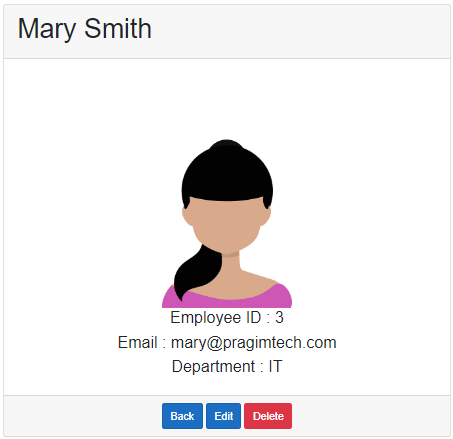 Mary Smith
Employee ID : 3
Email : mary@pragimtech.com
Department : IT
Back Edit Delete